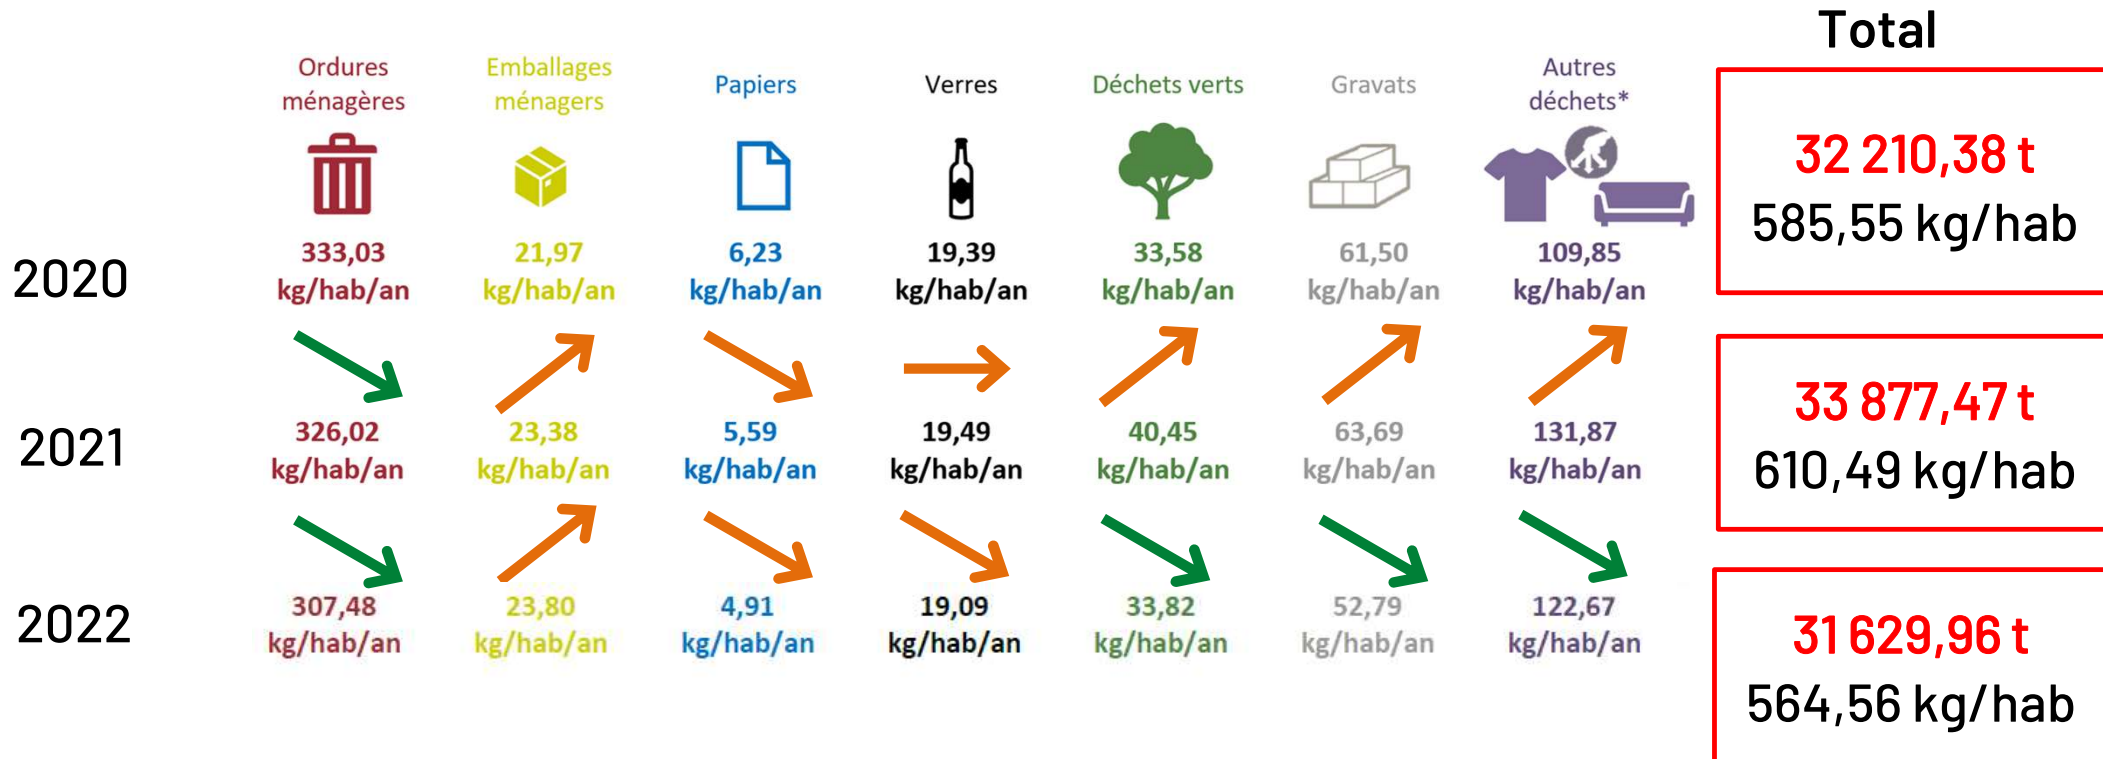 Total
Ordures
ménagères
Emballages
ménagers
Papiers
Verres
Déchets verts
Gravats
Autres
déchets*
32 210,38 t
585,55 kg/hab
2020
333,03
kg/hab/an
21,97
kg/hab/an
6,23
kg/hab/an
19,39
kg/hab/an
33,58
kg/hab/an
61,50
kg/hab/an
109,85
kg/hab/an
33 877,47 t
610,49 kg/hab
2021
326,02
kg/hab/an
23,38
kg/hab/an
5,59
kg/hab/an
19,49
kg/hab/an
40,45
kg/hab/an
63,69
kg/hab/an
131,87
kg/hab/an
31 629,96 t
564,56 kg/hab
2022
307,48
kg/hab/an
23,80
kg/hab/an
4,91
kg/hab/an
19,09
kg/hab/an
33,82
kg/hab/an
52,79
kg/hab/an
122,67
kg/hab/an